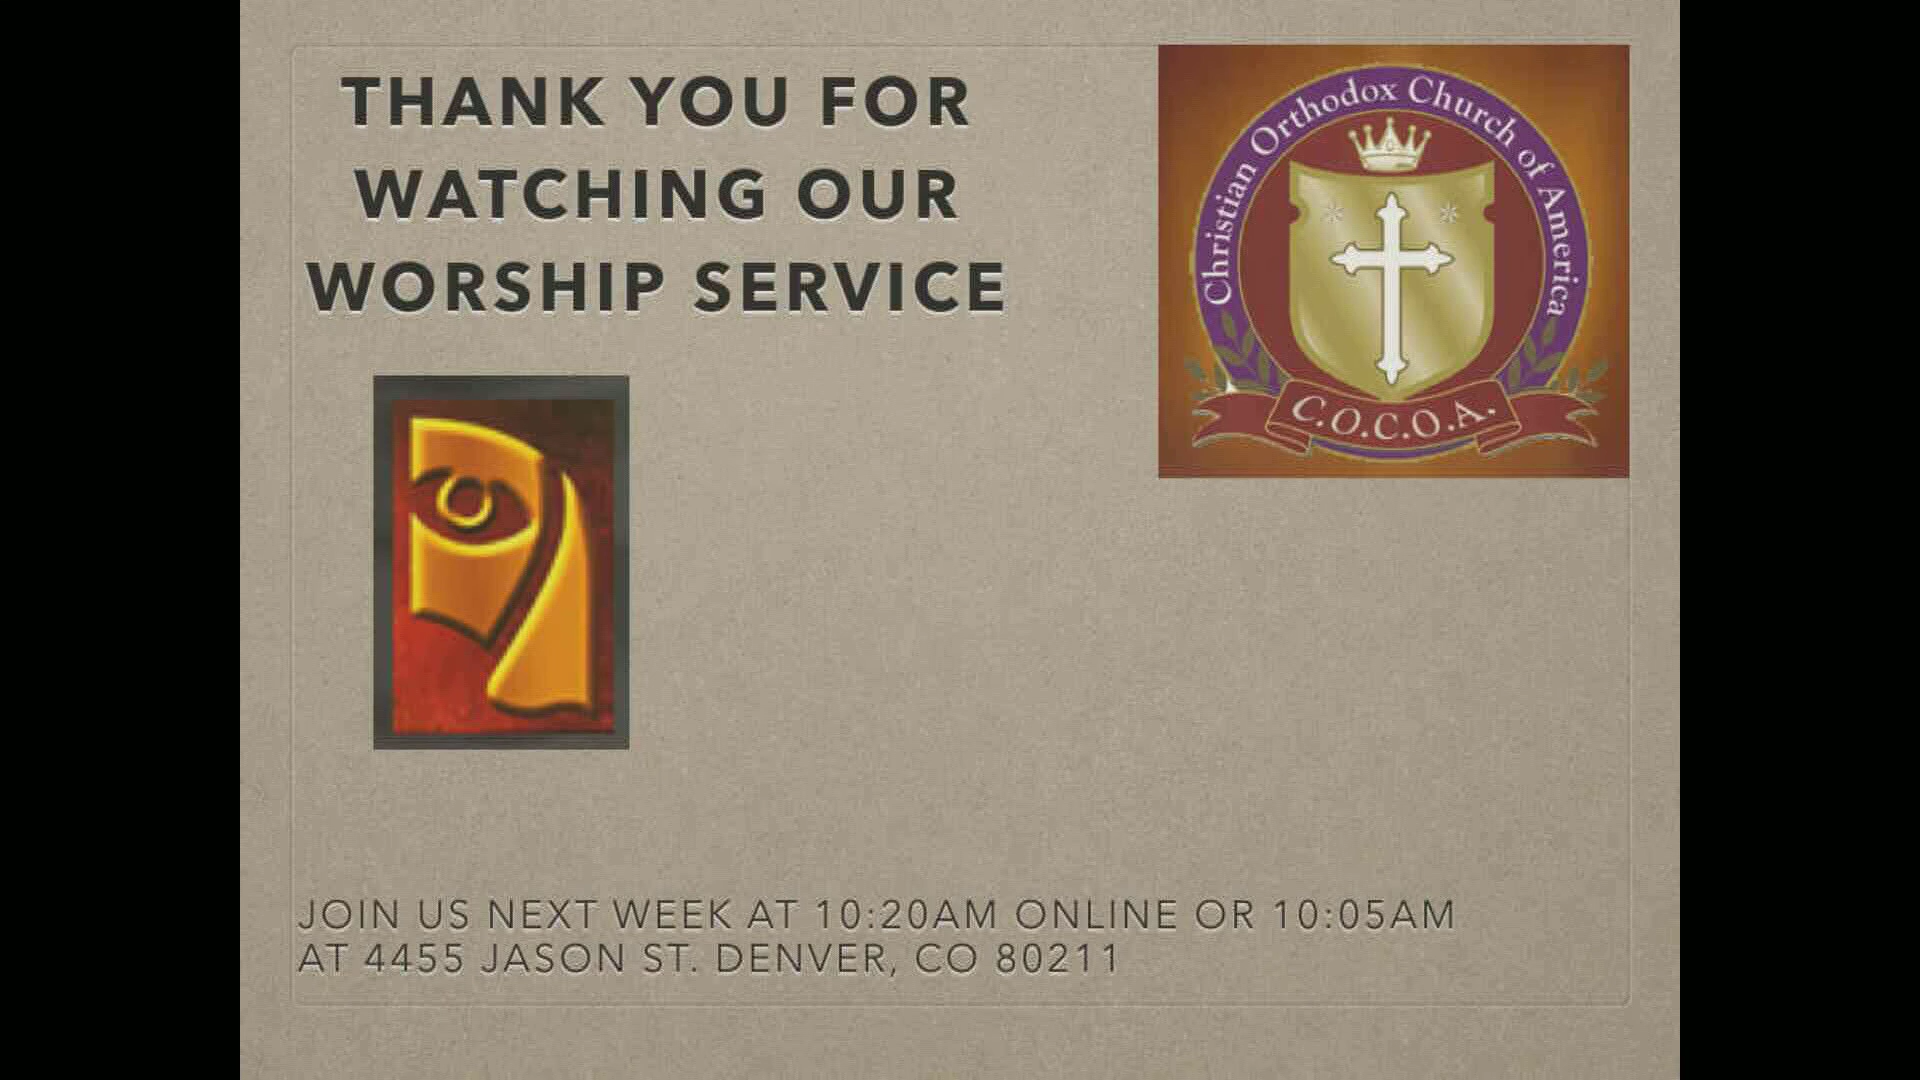 THANK YOU FOR
WATCHING OUR
WORSHIP SERVICE
Christian Orthodox Church of America
C.O.C.O.A.
JOIN US NEXT WEEK AT 10:20AM ONLINE OR 10:05AM
AT 4455 JASON ST. DENVER, CO 80211